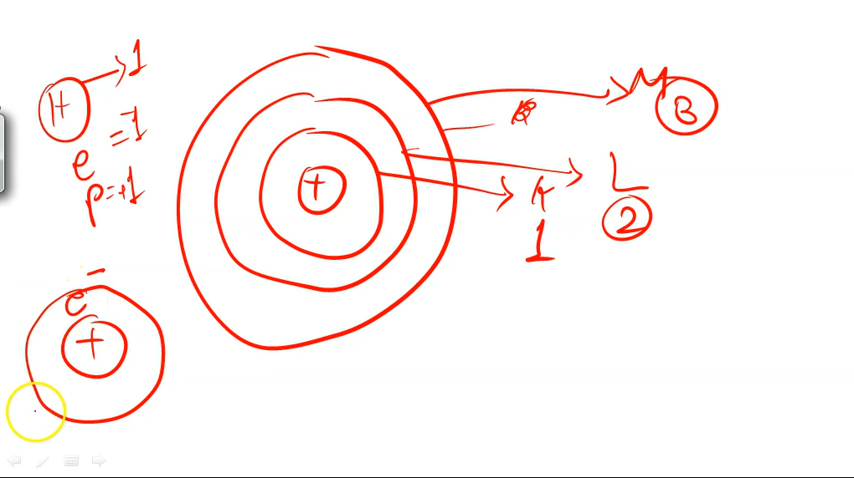 H
1
e = -1
p = +1
+
M
3
L
2
K
1
e-
+